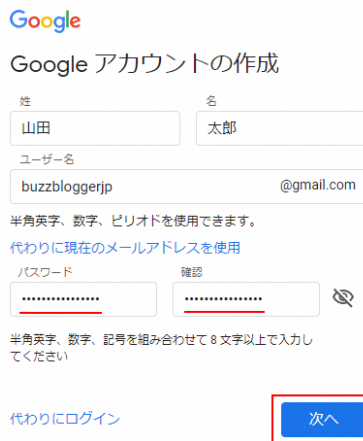 Google
Google アカウントの作成
姓 名
山田 太郎
ユーザー名
buzzbloggerjp @gmail.com
半角英字、数字、ピリオドを使用できます。
代わりに現在のメールアドレスを使用
パスワード 確認
•••••••••••••••• ••••••••••••••••
半角英字、数字、記号を組み合わせて 8 文字以上で入力し
てください
代わりにログイン 次へ